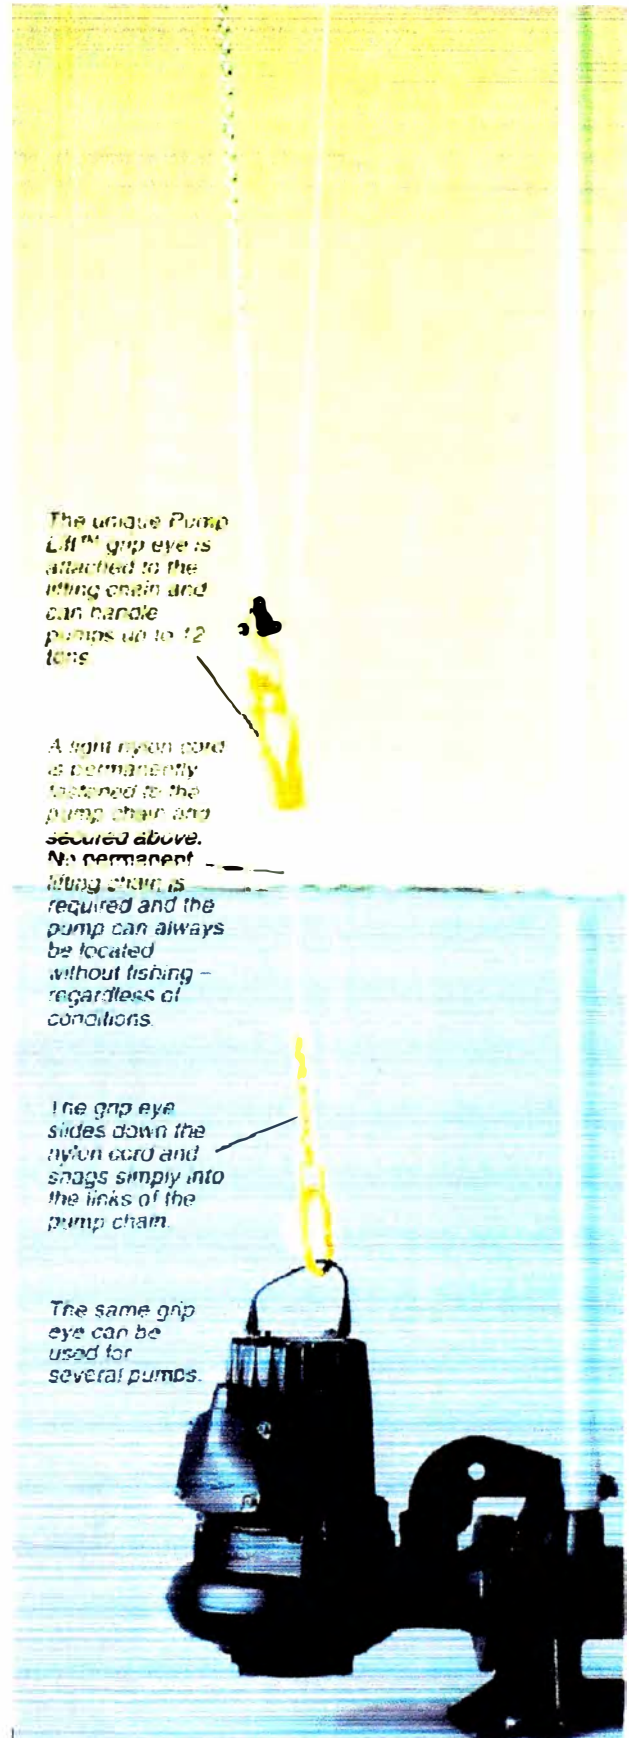 The unique Pump
Lift™ grip eye is
attached to the
lifting chain and
can handle
pumps up to 12
tons.
A light nylon cord
is permanently
fastened to the
pump chain and
secured above.
No permanent
lifting chain is
required and the
pump can always
be located
without fishing –
regardless of
conditions.
The grip eye
slides down the
nylon cord and
snags simply into
the links of the
pump chain.
The same grip
eye can be
used for
several pumps.